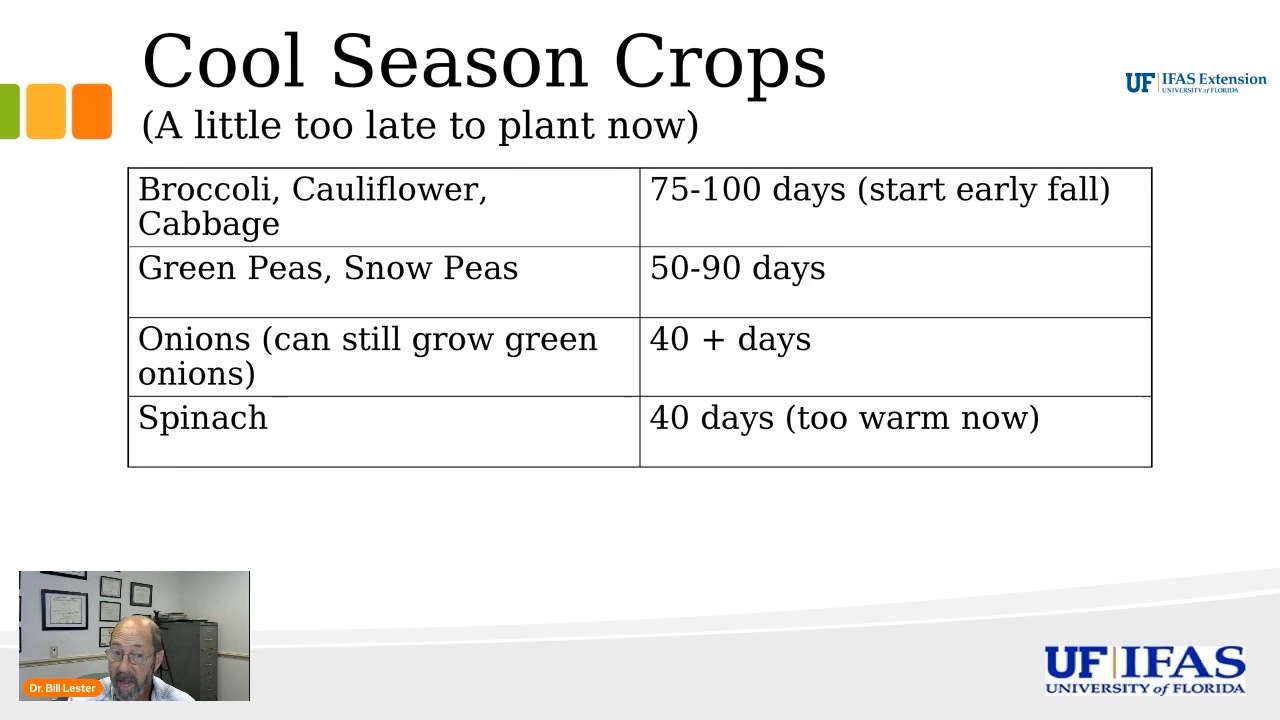 Cool Season Crops
(A little too late to plant now)
UF IFAS Extension
UNIVERSITY of FLORIDA
Broccoli, Cauliflower,
Cabbage
75-100 days (start early fall)
Green Peas, Snow Peas
50-90 days
Onions (can still grow green
onions)
40 + days
Spinach
40 days (too warm now)
Dr. Bill Lester
UF IFAS
UNIVERSITY of FLORIDA